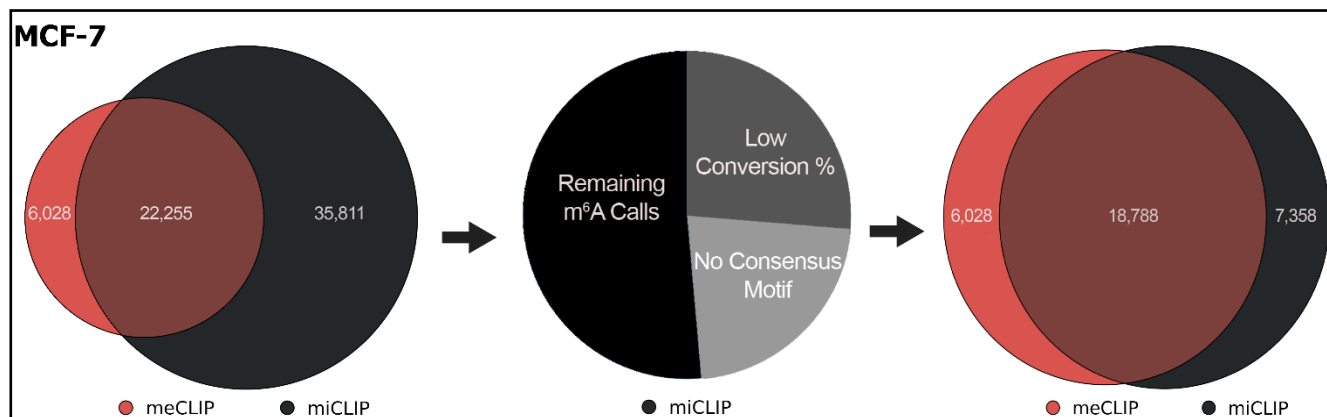 MCF-7
6,028
22,255
35,811
meCLIP
miCLIP
Remaining
m⁶A Calls
Low
Conversion %
No Consensus
Motif
miCLIP
6,028
18,788
7,358
meCLIP
miCLIP